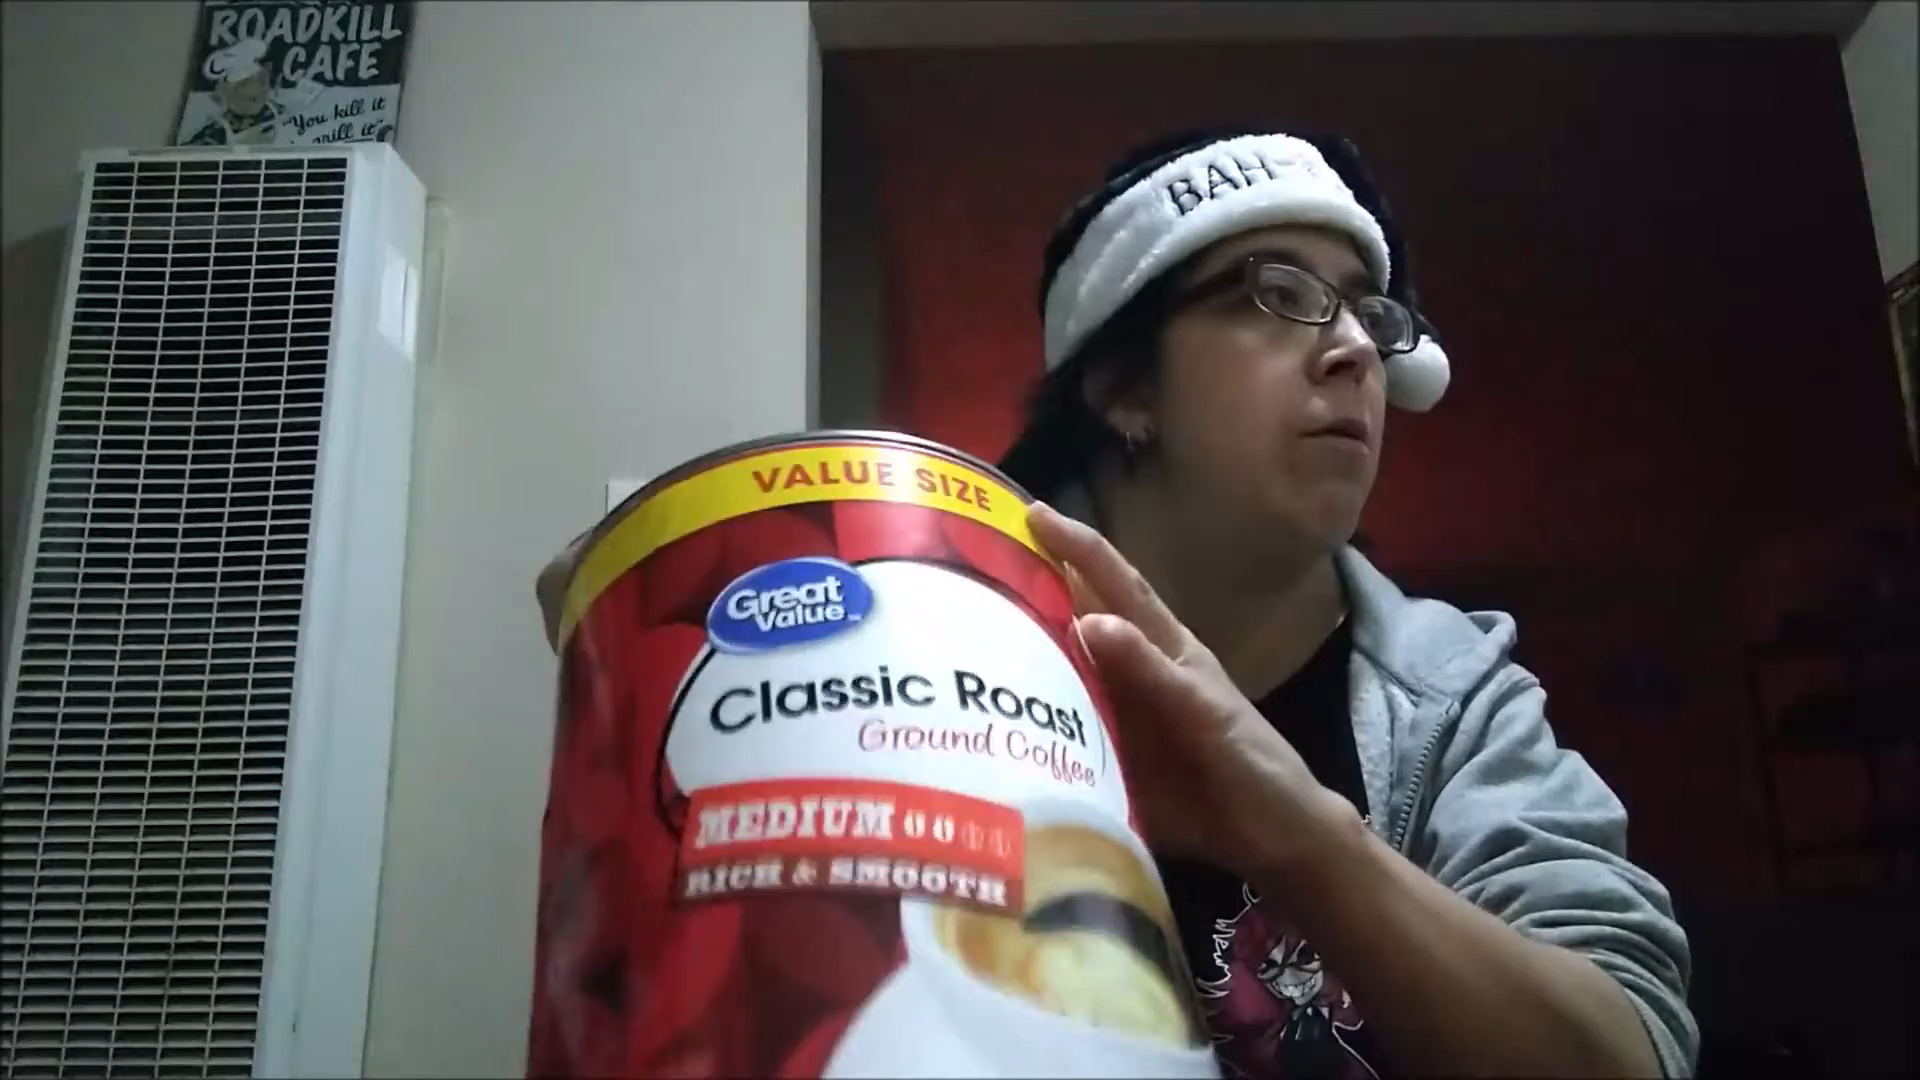 ROADKILL
CAFE
"You kill it
grill it"
BAH
VALUE SIZE
Great
Value
Classic Roast
Ground Coffee
MEDIUM
RICH & SMOOTH
Merry